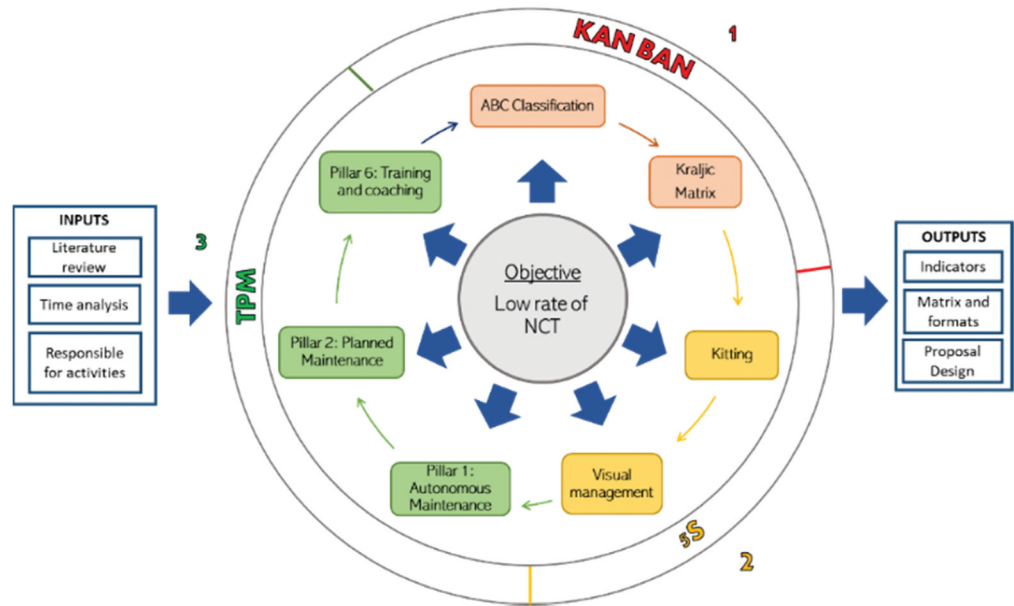 KAN BAN
1
ABC Classification
Kraljic
Matrix
Pillar 6: Training
and coaching
INPUTS
Literature
review
Time analysis
Responsible
for activities
3
TPM
Objective
Low rate of
NCT
OUTPUTS
Indicators
Matrix and
formats
Proposal
Design
Pillar 2: Planned
Maintenance
Kitting
Pillar 1:
Autonomous
Maintenance
Visual
management
5S
2